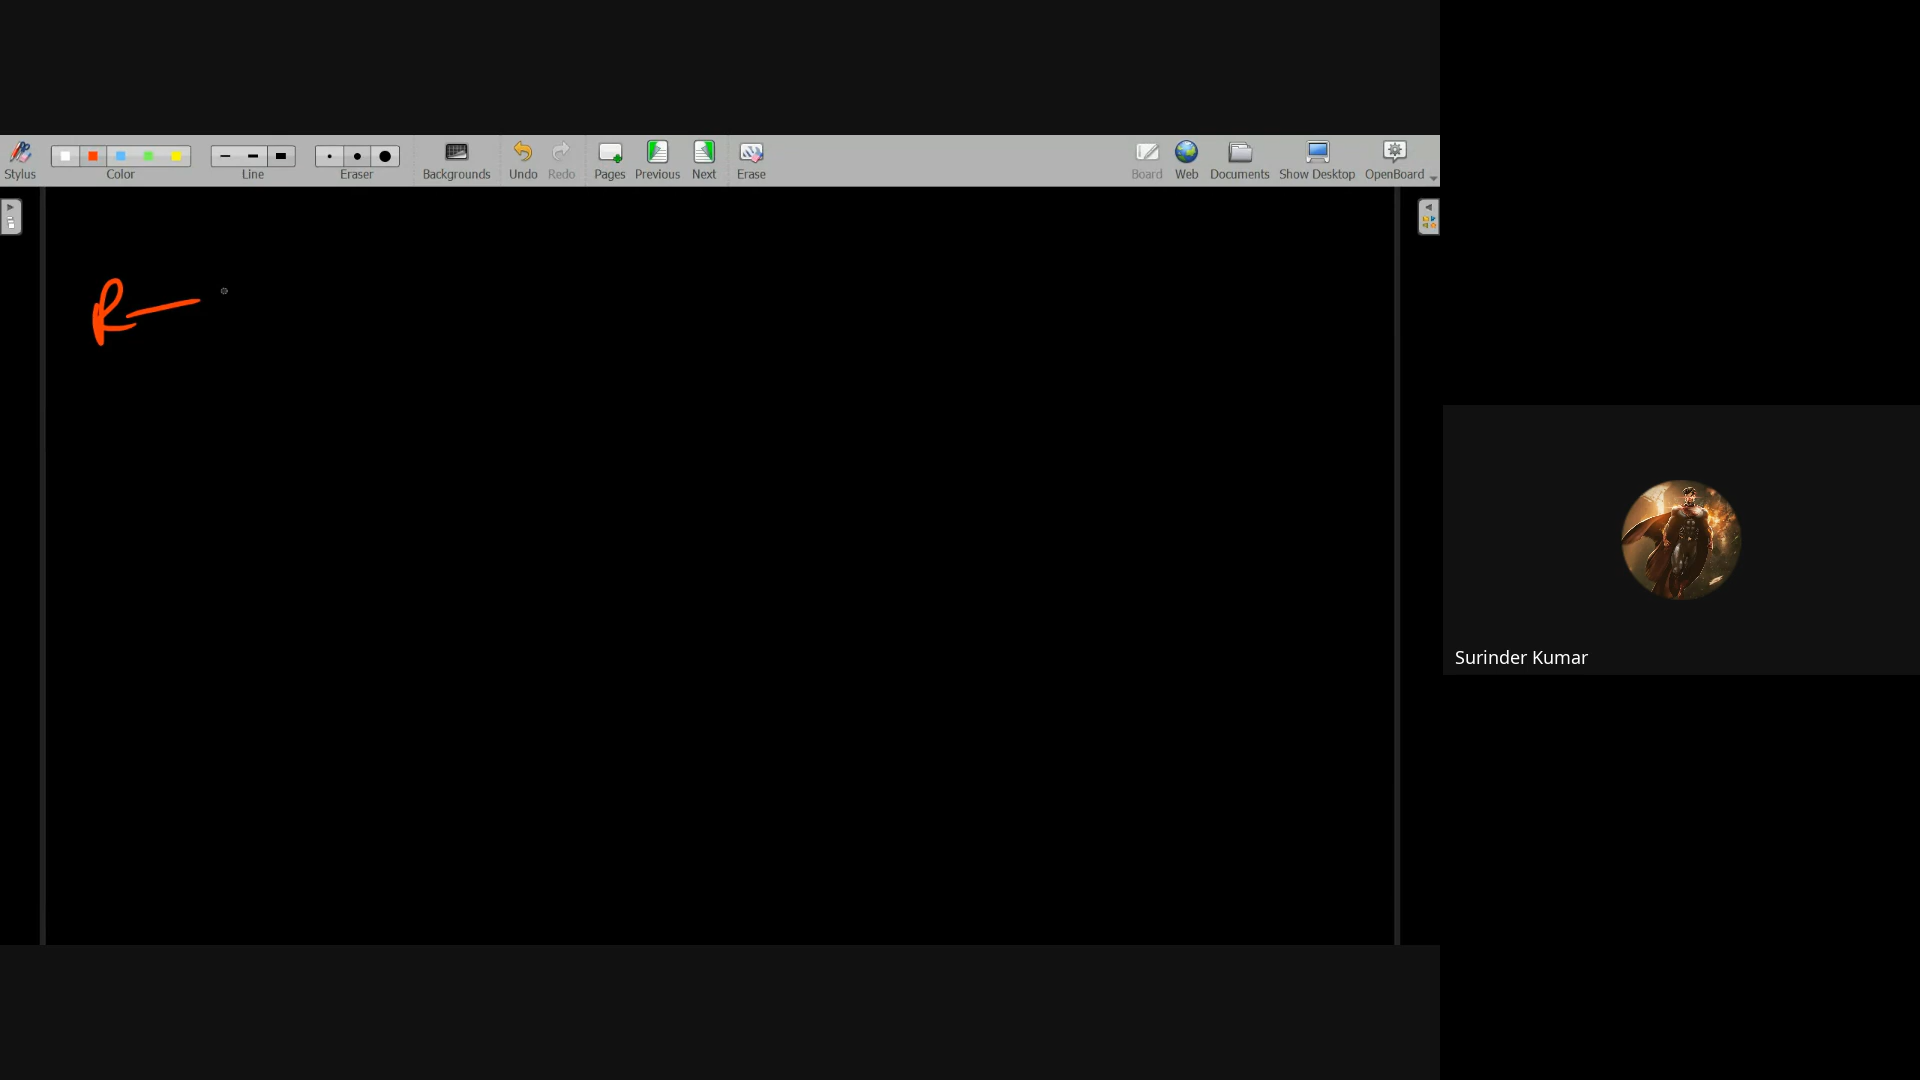 Stylus Color Line Eraser Backgrounds Undo Redo Pages Previous Next Erase Board Web Documents Show Desktop OpenBoard
R—
Surinder Kumar